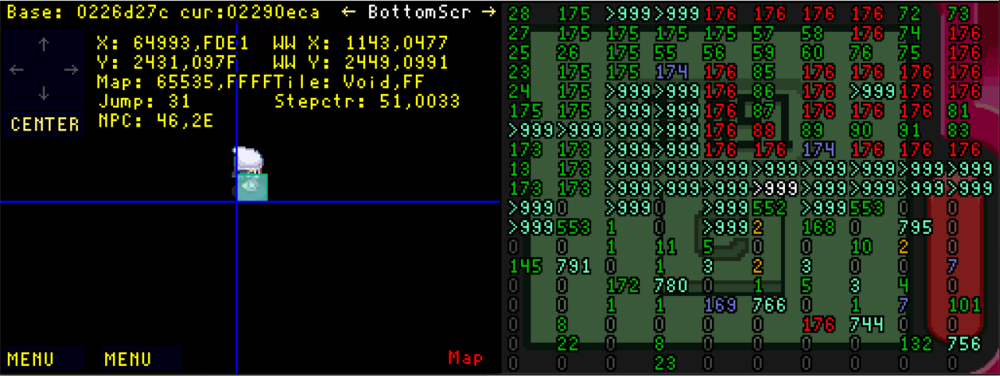 Base: 0226d27c cur:02290eca ← BottomScr →
X: 64993,FDE1 WW X: 1143,0477
Y: 2431,097F WW Y: 2449,0991
Map: 65535,FFFFTile: Void,FF
Jump: 31 Stepctr: 51,0033
NPC: 46,2E
CENTER
MENU MENU Map
28 175 >999 >999 176 176 176 176 72 73
27 175 175 175 175 57 58 176 74 176
25 26 175 55 56 59 60 76 75 176
23 175 175 174 176 85 176 176 176 176
24 175 >999 >999 176 86 176 >999 176 176
175 175 >999 >999 176 87 176 176 176 81
>999 >999 >999 >999 176 88 89 90 91 83
173 173 >999 >999 176 176 174 176 176 176
13 173 >999 >999 >999 >999 >999 >999 >999 >999
173 173 >999 >999 >999 >999 >999 >999 >999 >999
>999 0 >999 0 >999 552 >999 553 0 0
>999 553 1 0 >999 2 168 0 795 0
0 0 1 11 5 0 0 10 2 0
145 791 0 1 3 2 3 0 0 7
0 0 172 780 0 1 5 3 4 0
0 0 1 1 169 766 0 1 7 101
0 8 0 0 0 0 176 744 0 0
0 22 0 8 0 0 0 0 132 756
0 0 0 23 0 0 0 0 0 0